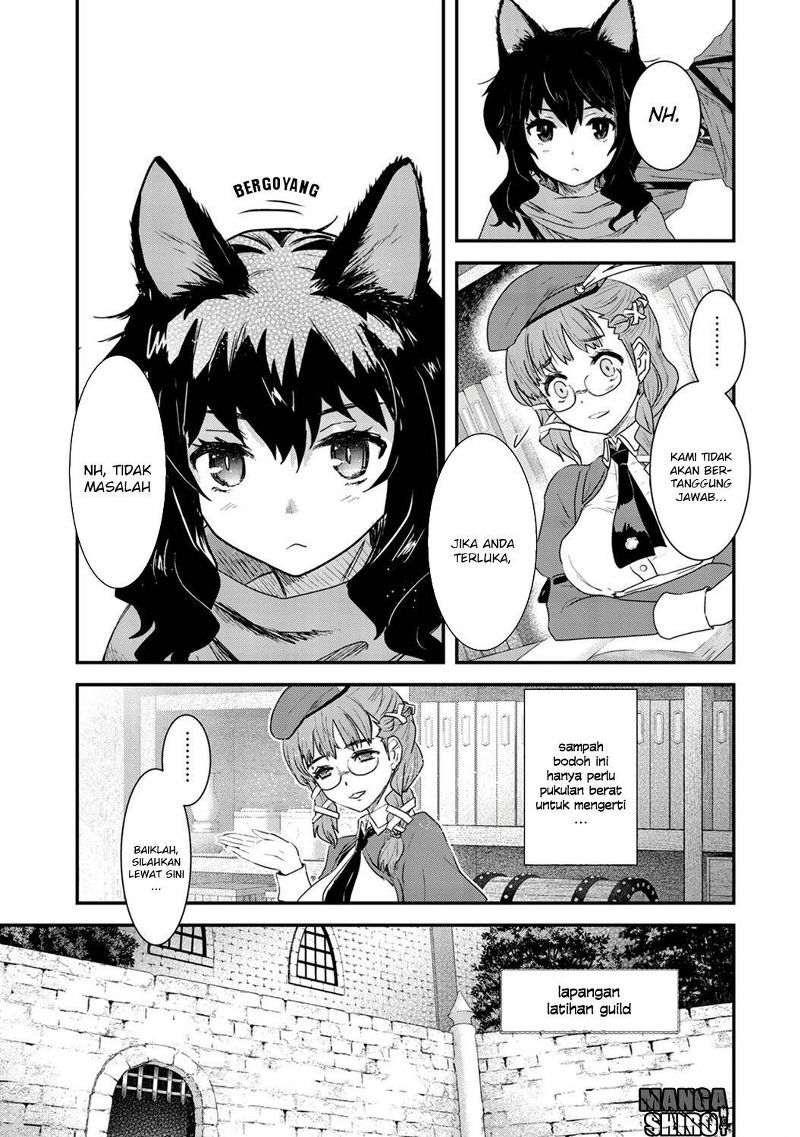 NH.
........
KAMI TIDAK
AKAN BER-
TANGGUNG
JAWAB...
JIKA ANDA
TERLUKA,
BERGOYANG
NH, TIDAK
MASALAH
sampah
bodoh ini
hanya perlu
pukulan berat
untuk mengerti
...
........
BAIKLAH,
SILAHKAN
LEWAT SINI
...
lapangan
latihan guild
MANGA
SHIRO!